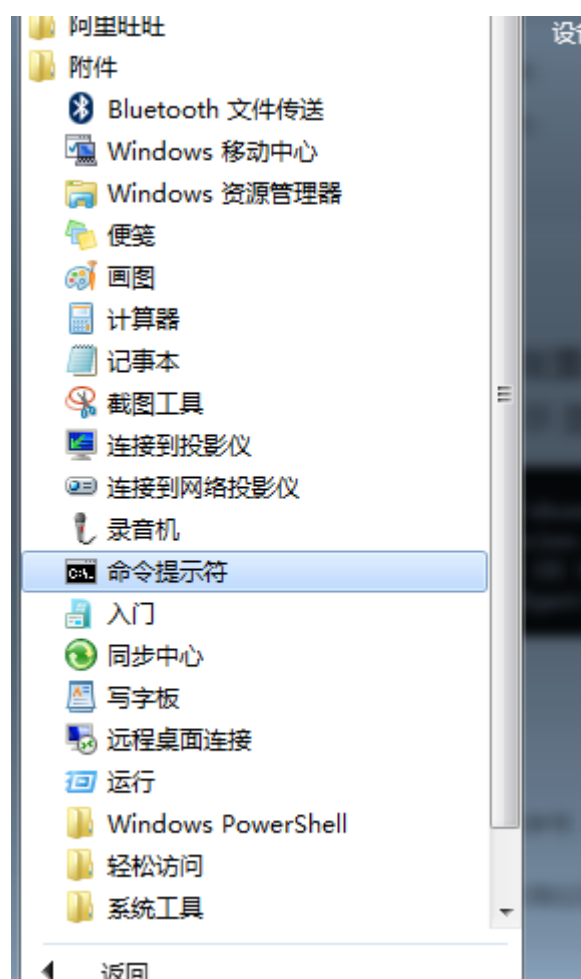 阿里旺旺
附件
Bluetooth 文件传送
Windows 移动中心
Windows 资源管理器
便笺
画图
计算器
记事本
截图工具
连接到投影仪
连接到网络投影仪
录音机
命令提示符
入门
同步中心
写字板
远程桌面连接
运行
Windows PowerShell
轻松访问
系统工具
返回